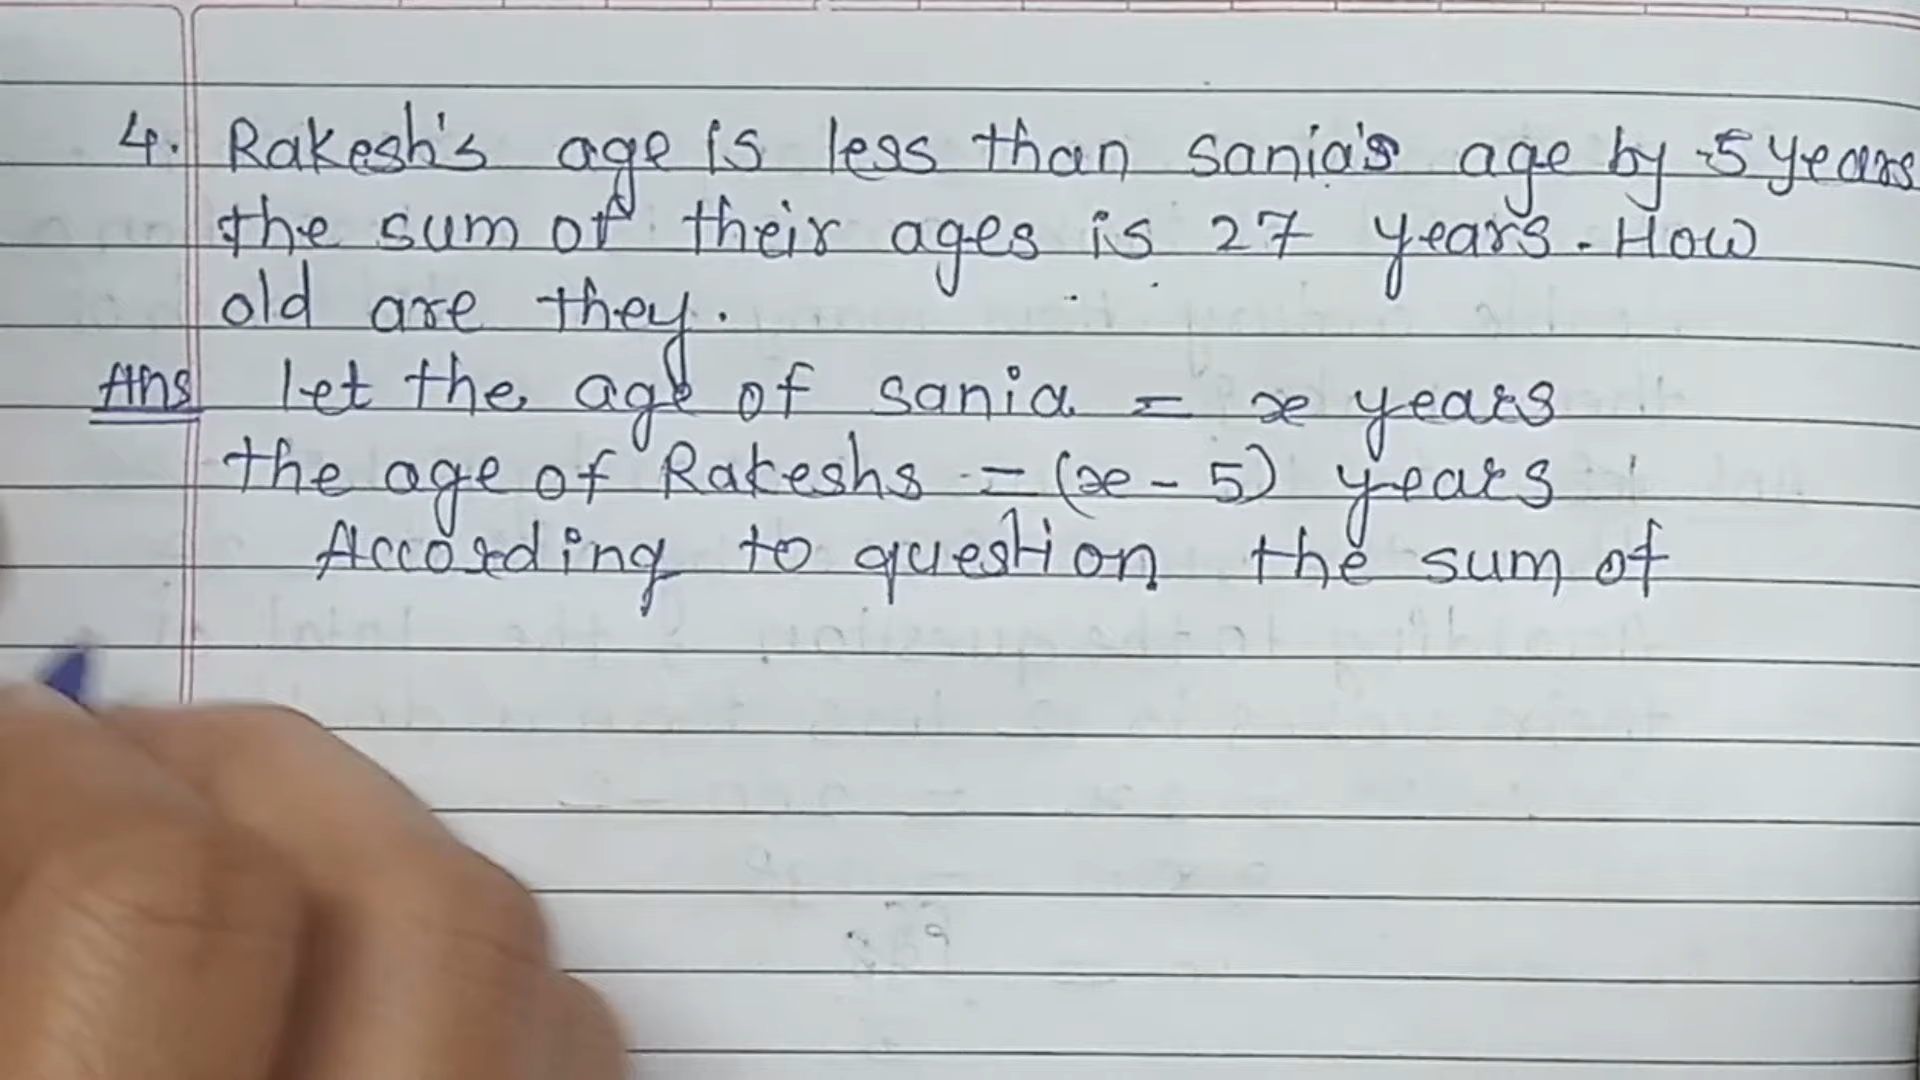 4. Rakesh's age is less than sania's age by 5 years
the sum of their ages is 27 years. How
old are they.
Ans let the age of sania = x years
the age of Rakeshs = (x - 5) years
According to question the sum of